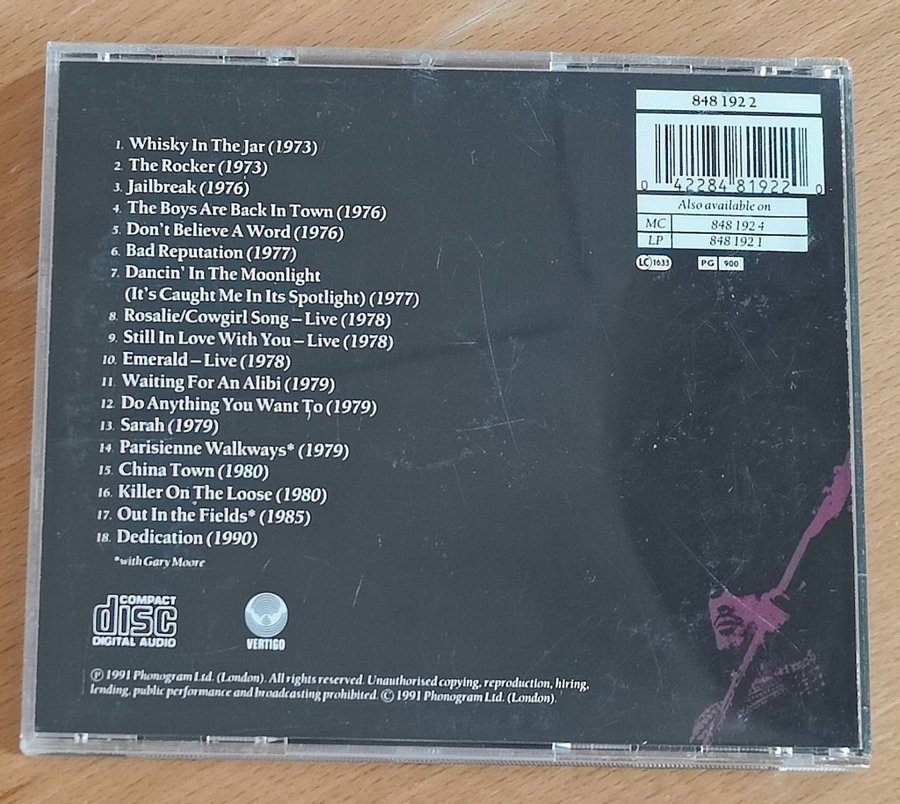 848 192 2
0 42284 81922 0
Also available on
MC 848 192 4
LP 848 192 1
LC 1633 PG 900
1. Whisky In The Jar (1973)
2. The Rocker (1973)
3. Jailbreak (1976)
4. The Boys Are Back In Town (1976)
5. Don't Believe A Word (1976)
6. Bad Reputation (1977)
7. Dancin' In The Moonlight
(It's Caught Me In Its Spotlight) (1977)
8. Rosalie/Cowgirl Song – Live (1978)
9. Still In Love With You – Live (1978)
10. Emerald – Live (1978)
11. Waiting For An Alibi (1979)
12. Do Anything You Want To (1979)
13. Sarah (1979)
14. Parisienne Walkways* (1979)
15. China Town (1980)
16. Killer On The Loose (1980)
17. Out In the Fields* (1985)
18. Dedication (1990)
*with Gary Moore
COMPACT
disc
DIGITAL AUDIO
VERTIGO
Ⓟ 1991 Phonogram Ltd. (London). All rights reserved. Unauthorised copying, reproduction, hiring,
lending, public performance and broadcasting prohibited. © 1991 Phonogram Ltd. (London).